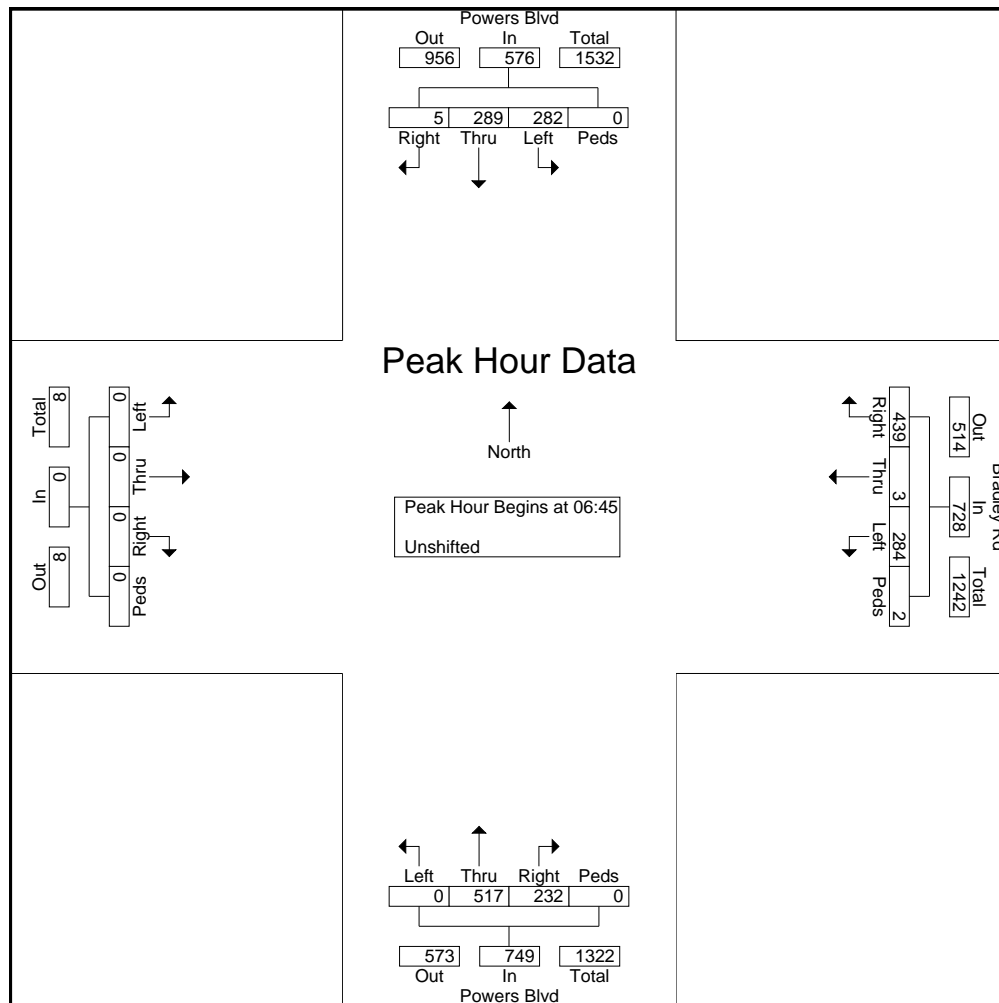 Powers Blvd
Out In Total
956 576 1532
5 289 282 0
Right Thru Left Peds
Peak Hour Data
North
Peak Hour Begins at 06:45
Unshifted
Total In Out
8 0 8
0 0 0 0
Left Thru Right Peds
Right Thru Left Peds
439 3 284 2
Out In Total
514 728 1242
Bradley Rd
Left Thru Right Peds
0 517 232 0
573 749 1322
Out In Total
Powers Blvd